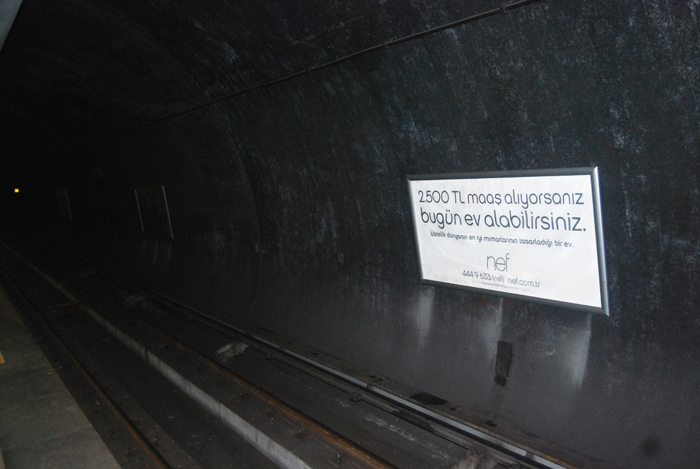 2.500 TL maaş alıyorsanız
bugün ev alabilirsiniz.
Üstelik dünyanın en iyi mimarlarının tasarladığı bir ev.
nef
444 9 633 (nef) nef.com.tr